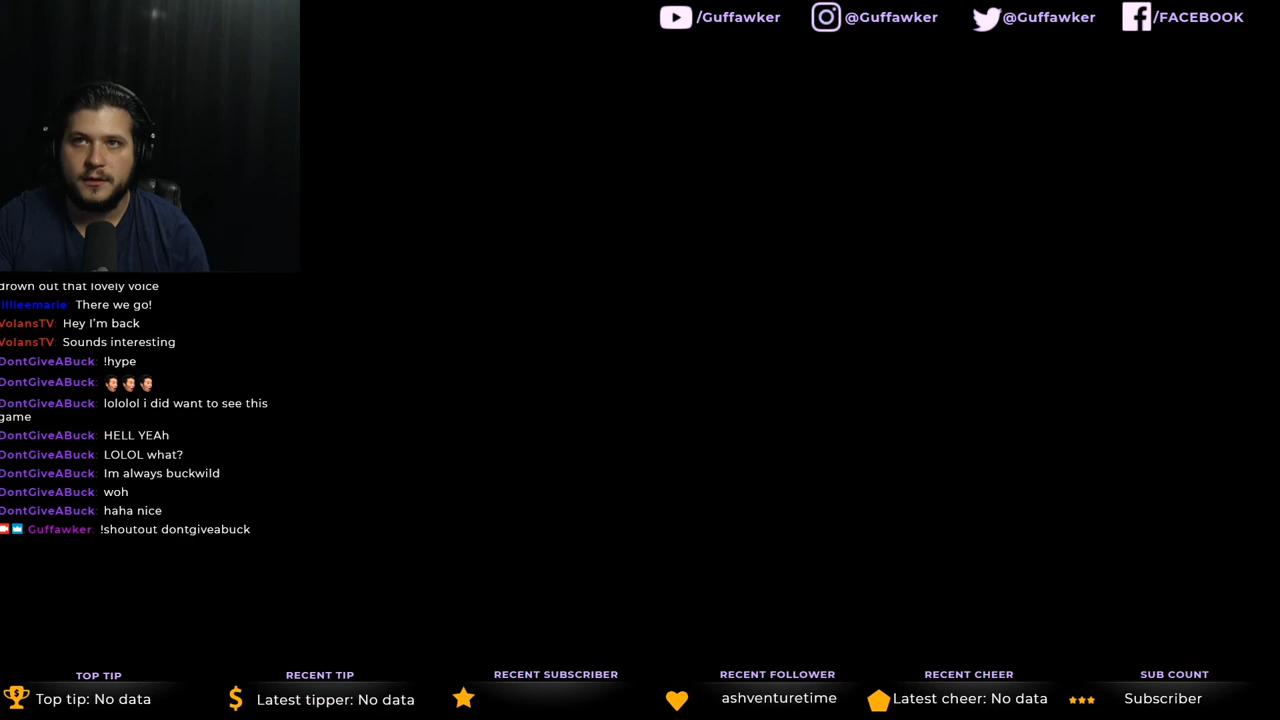 /Guffawker @Guffawker @Guffawker /FACEBOOK
drown out that lovely voice
lillieemarie: There we go!
VolansTV: Hey I'm back
VolansTV: Sounds interesting
DontGiveABuck: !hype
DontGiveABuck:
DontGiveABuck: lololol i did want to see this
game
DontGiveABuck: HELL YEAh
DontGiveABuck: LOLOL what?
DontGiveABuck: Im always buckwild
DontGiveABuck: woh
DontGiveABuck: haha nice
Guffawker: !shoutout dontgiveabuck
TOP TIP RECENT TIP RECENT SUBSCRIBER RECENT FOLLOWER RECENT CHEER SUB COUNT
Top tip: No data Latest tipper: No data ashventuretime Latest cheer: No data Subscriber